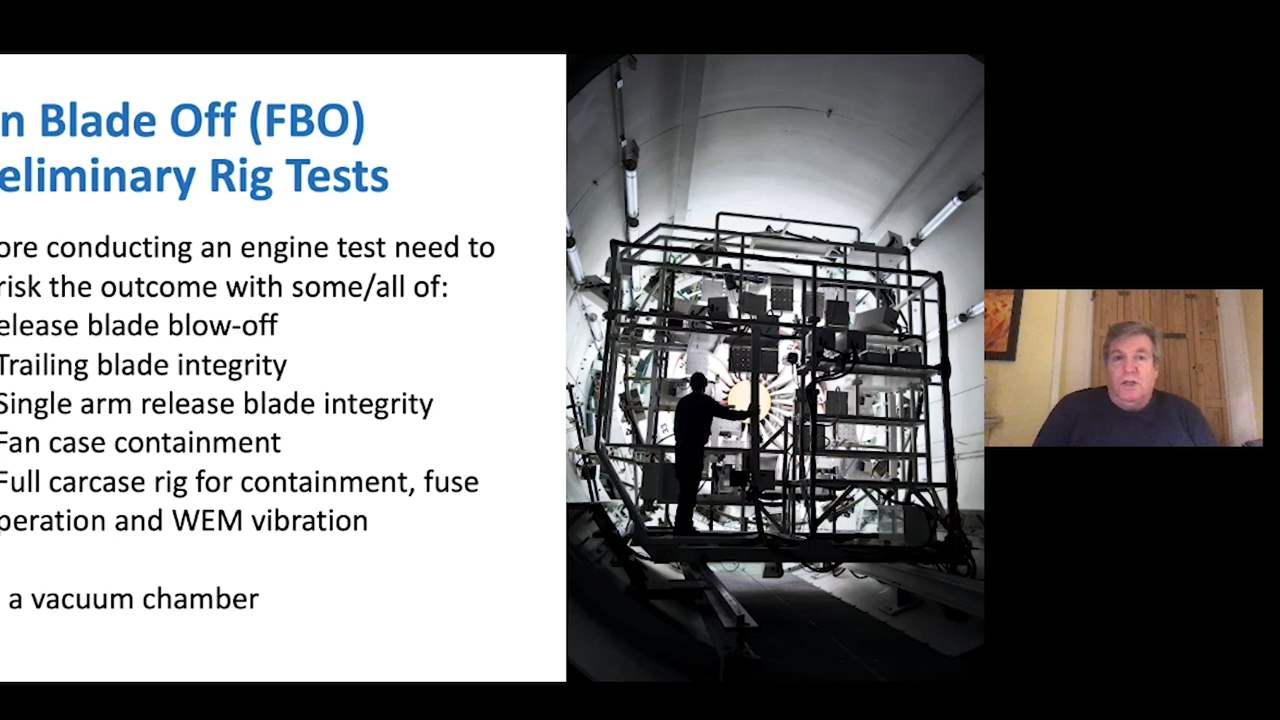 n Blade Off (FBO)
eliminary Rig Tests
ore conducting an engine test need to
risk the outcome with some/all of:
elease blade blow-off
Trailing blade integrity
Single arm release blade integrity
Fan case containment
Full carcase rig for containment, fuse
peration and WEM vibration
a vacuum chamber